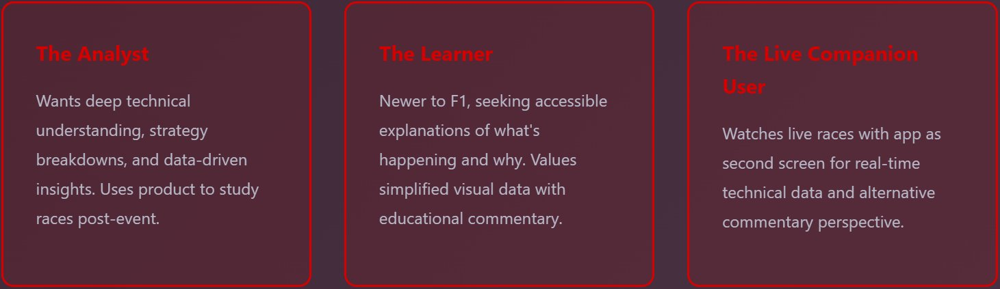 The Analyst
Wants deep technical
understanding, strategy
breakdowns, and data-driven
insights. Uses product to study
races post-event.
The Learner
Newer to F1, seeking accessible
explanations of what's
happening and why. Values
simplified visual data with
educational commentary.
The Live Companion
User
Watches live races with app as
second screen for real-time
technical data and alternative
commentary perspective.